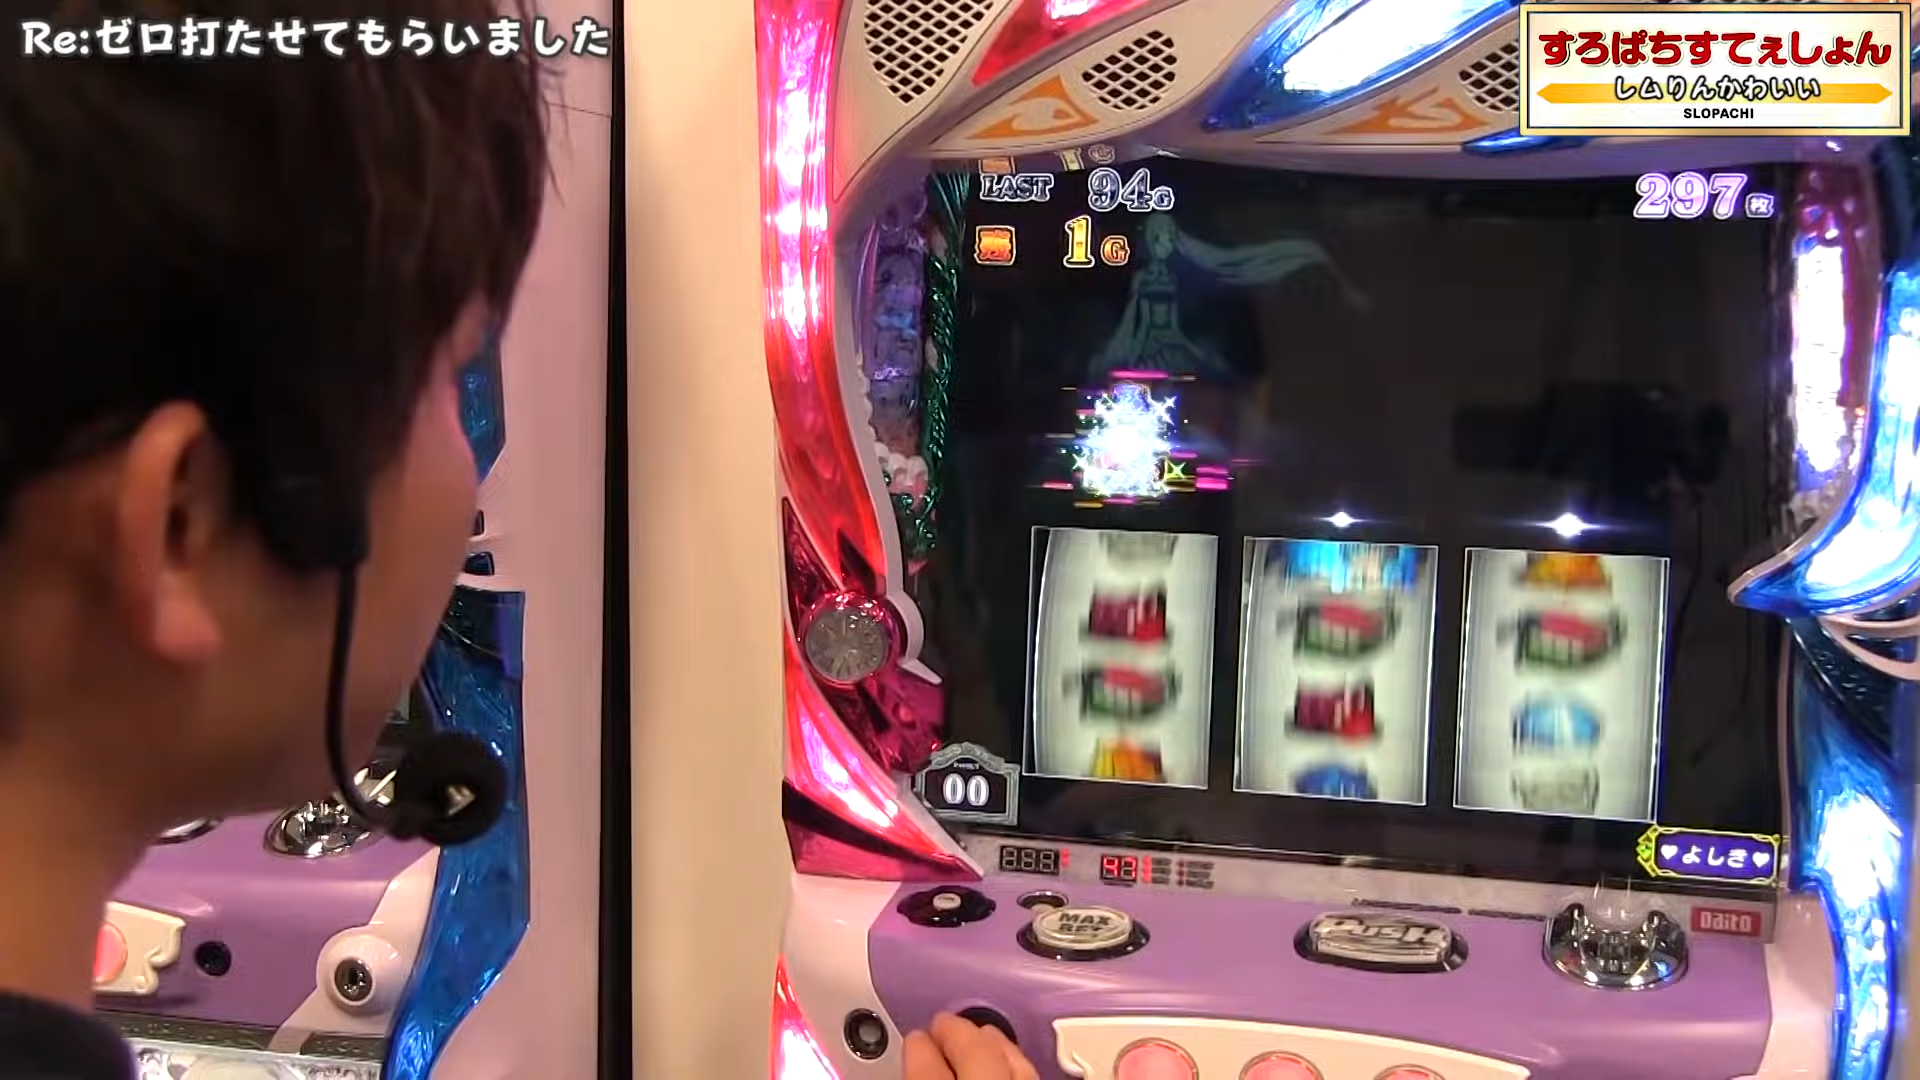 Re:ゼロ打たせてもらいました
すろぱちすてぇしょん
レムりんかわいい
SLOPACHI
LAST 94G
297枚
残 1G
00
♥よしき♥
47
MAX
BET
PUSH
Daito